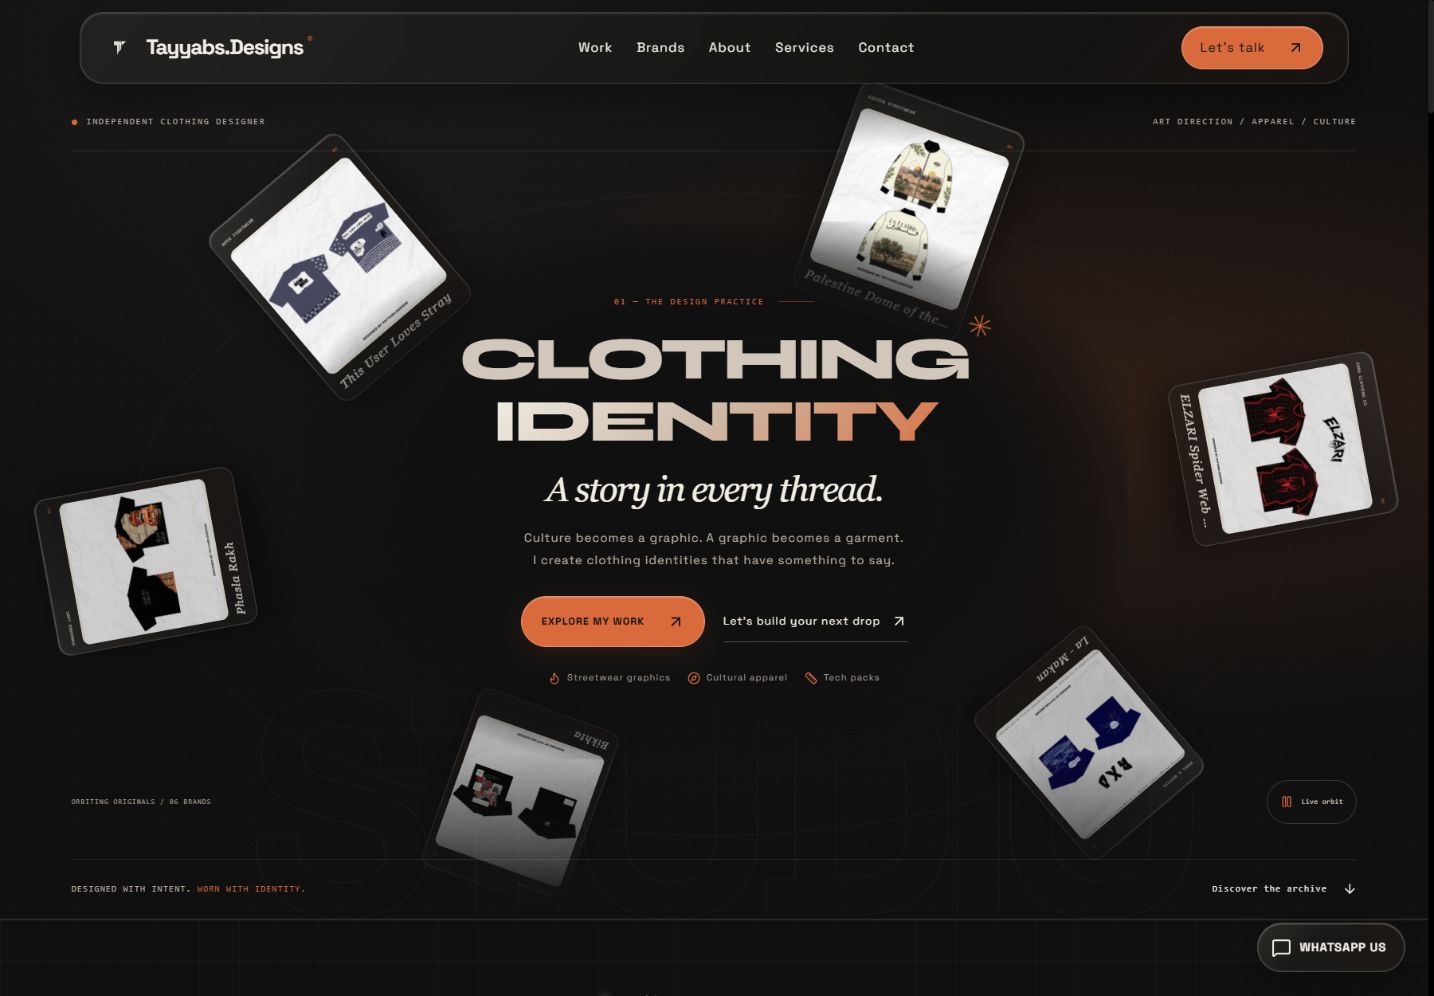 Tayyabs.Designs
Work
Brands
About
Services
Contact
Let's talk
INDEPENDENT CLOTHING DESIGNER
ART DIRECTION / APPAREL / CULTURE
This User Loves Stray
Palestine Dome of the...
ELZARI Spider Web ...
ELZARI
Phasla Rakh
01 — THE DESIGN PRACTICE
CLOTHING
IDENTITY
A story in every thread.
Culture becomes a graphic. A graphic becomes a garment.
I create clothing identities that have something to say.
EXPLORE MY WORK
Let's build your next drop
Streetwear graphics
Cultural apparel
Tech packs
Bikhta
La - Makan
STUDIO
ORBITING ORIGINALS / 06 BRANDS
Live orbit
DESIGNED WITH INTENT. WORN WITH IDENTITY.
Discover the archive
WHATSAPP US